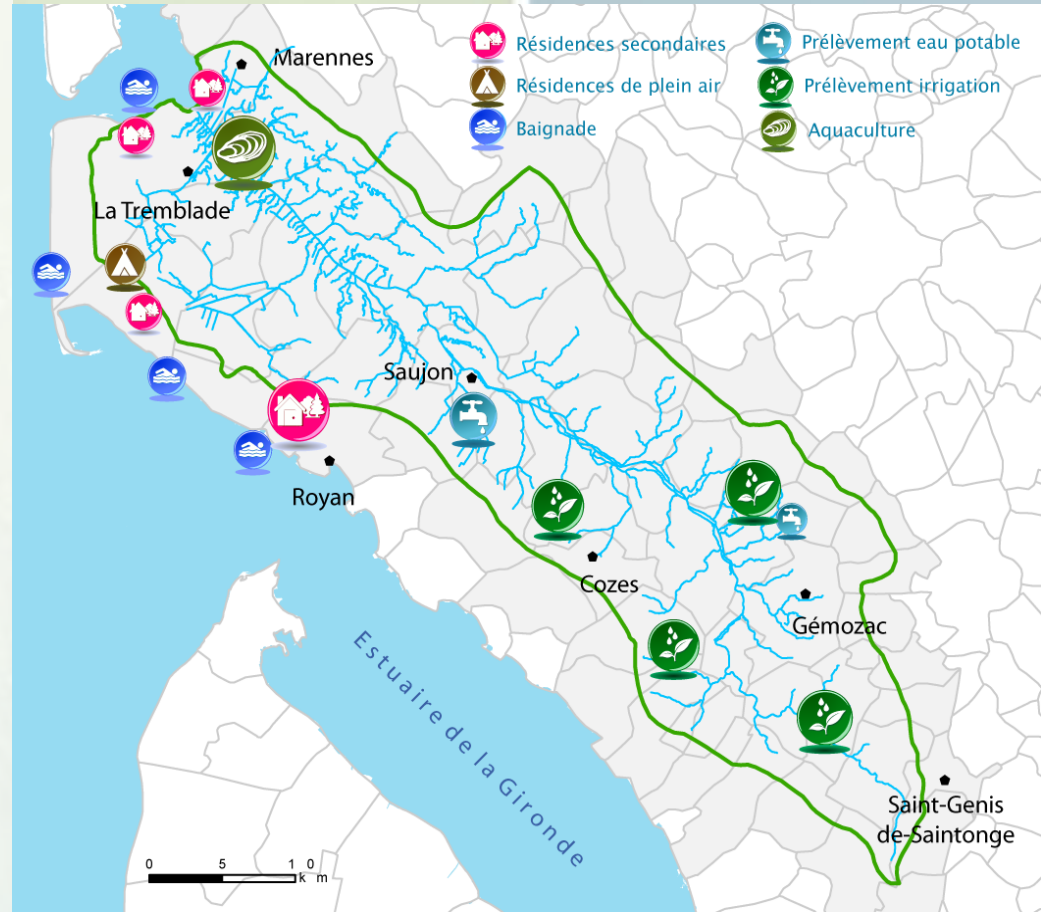 Résidences secondaires
Résidences de plein air
Baignade
Prélèvement eau potable
Prélèvement irrigation
Aquaculture
Marennes
La Tremblade
Saujon
Royan
Cozes
Gémozac
Estuaire de la Gironde
Saint-Genis
de-Saintonge
0 5 1 0
k m